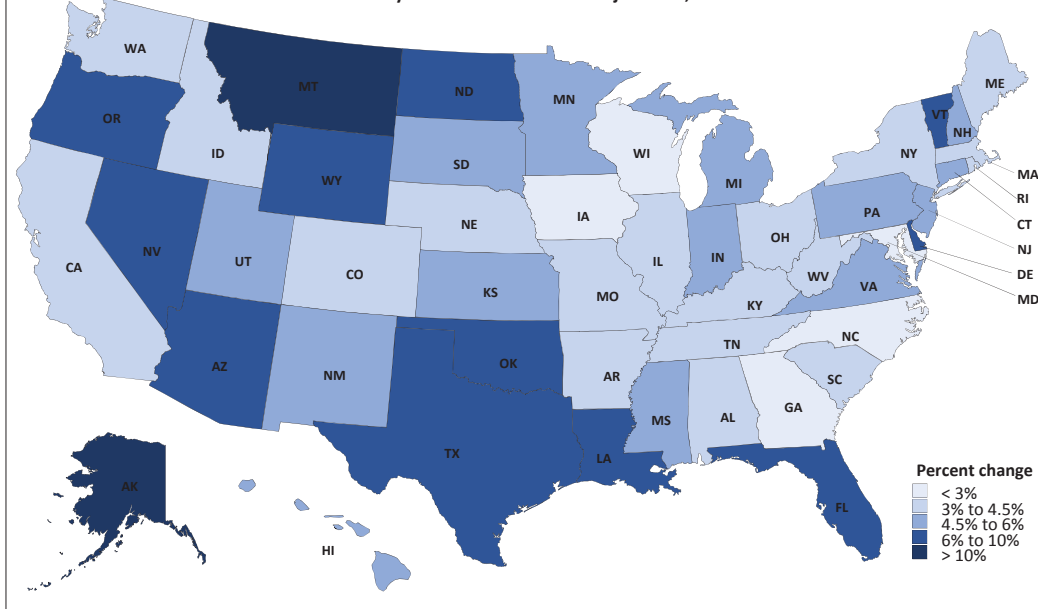 WA
MT
ND
MN
ME
OR
VT
NH
ID
SD
WI
NY
MA
WY
MI
RI
NE
IA
PA
CT
NV
OH
NJ
UT
CO
IL
IN
WV
DE
CA
KS
MO
KY
VA
MD
AZ
NM
OK
TN
NC
AR
SC
MS
AL
GA
TX
LA
AK
FL
HI
Percent change
< 3%
3% to 4.5%
4.5% to 6%
6% to 10%
> 10%